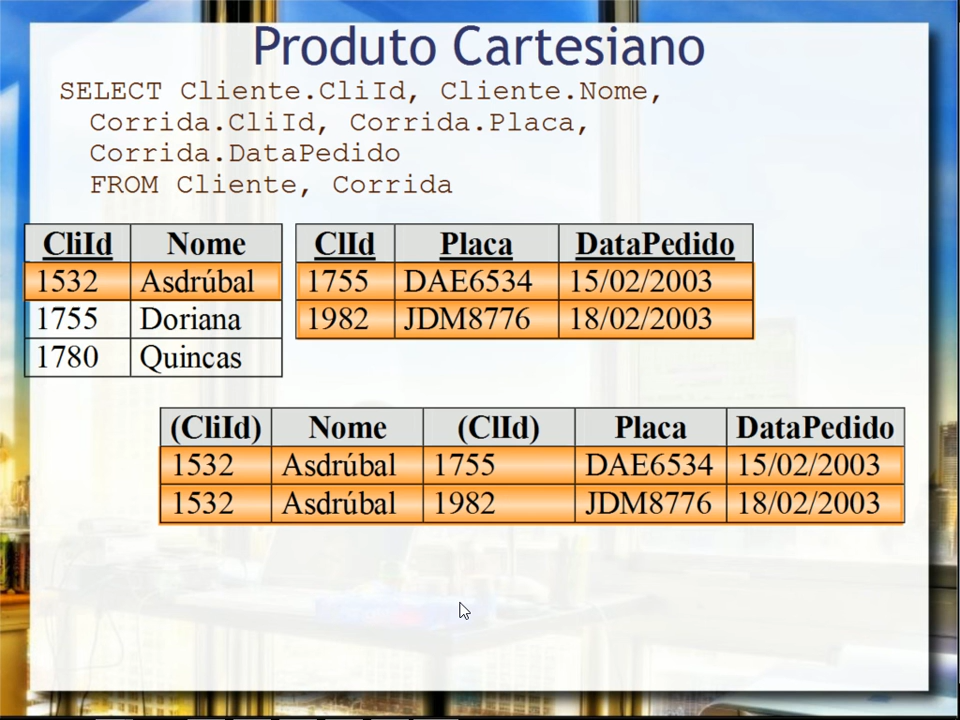 Produto Cartesiano
SELECT Cliente.CliId, Cliente.Nome,
Corrida.CliId, Corrida.Placa,
Corrida.DataPedido
FROM Cliente, Corrida
CliId Nome
1532 Asdrúbal
1755 Doriana
1780 Quincas
ClId Placa DataPedido
1755 DAE6534 15/02/2003
1982 JDM8776 18/02/2003
(CliId) Nome (ClId) Placa DataPedido
1532 Asdrúbal 1755 DAE6534 15/02/2003
1532 Asdrúbal 1982 JDM8776 18/02/2003